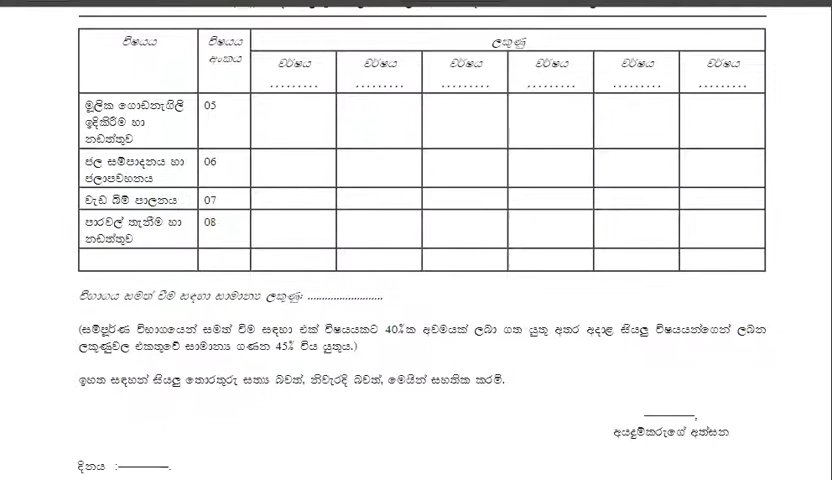 විෂයය විෂයය ලකුණු
අංකය වර්ෂය වර්ෂය වර්ෂය වර්ෂය වර්ෂය වර්ෂය
......... ......... ......... ......... ......... .........
මූලික ගොඩනැගිලි 05
ඉදිකිරීම හා
නඩත්තුව
ජල සම්පාදනය හා 06
ජලාපවහනය
වැඩ බිම් පාලනය 07
පාරවල් තැනීම හා 08
නඩත්තුව
විභාගය සමත් වීම සඳහා සාමාන්‍ය ලකුණු: .........................
(සම්පූර්ණ විභාගයෙන් සමත් වීම සඳහා එක් විෂයයකට 40%ක අවමයක් ලබා ගත යුතු අතර අදාළ සියලු විෂයයන්ගෙන් ලබන
ලකුණුවල එකතුවේ සාමාන්‍ය ගණන 45% විය යුතුය.)
ඉහත සඳහන් සියලු තොරතුරු සත්‍ය බවත්, නිවැරදි බවත්, මෙයින් සහතික කරමි.
————,
අයදුම්කරුගේ අත්සන
දිනය :————.